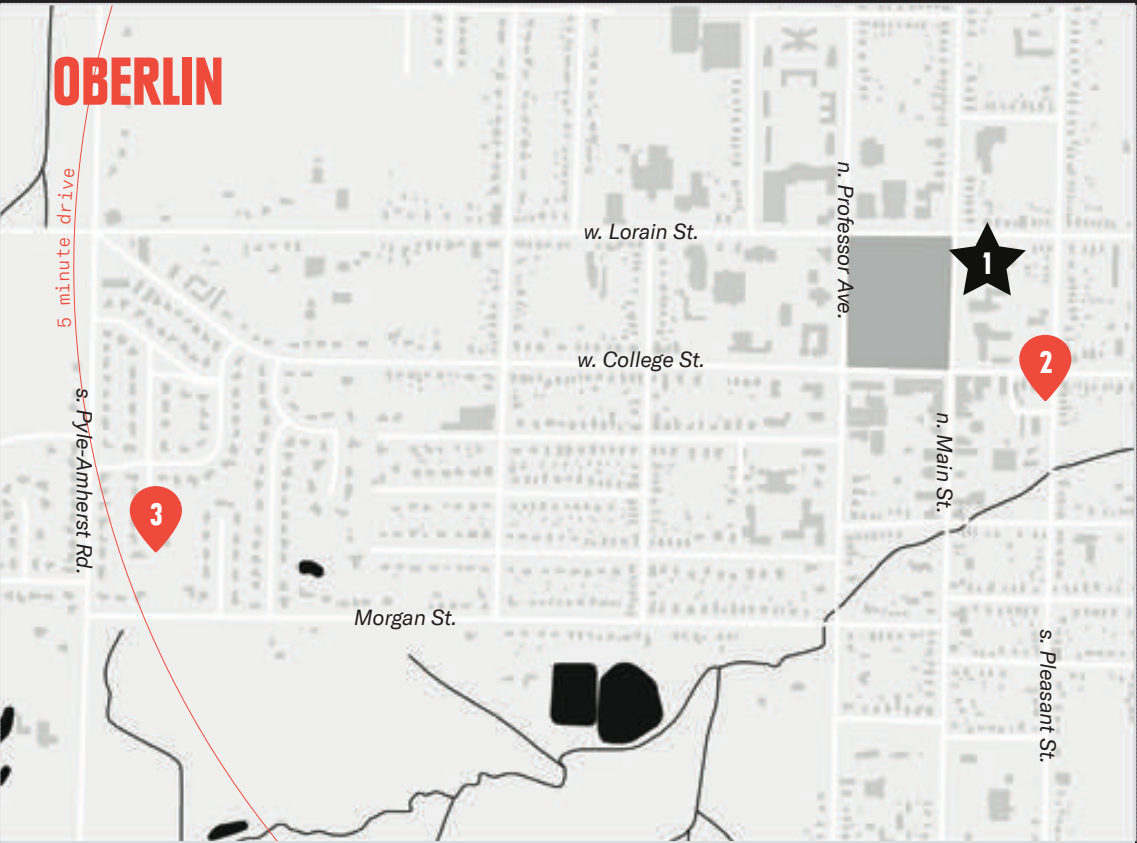 OBERLIN
5 minute drive
n. Professor Ave.
w. Lorain St.
1
w. College St.
2
s. Pyle-Amherst Rd.
n. Main St.
3
Morgan St.
s. Pleasant St.